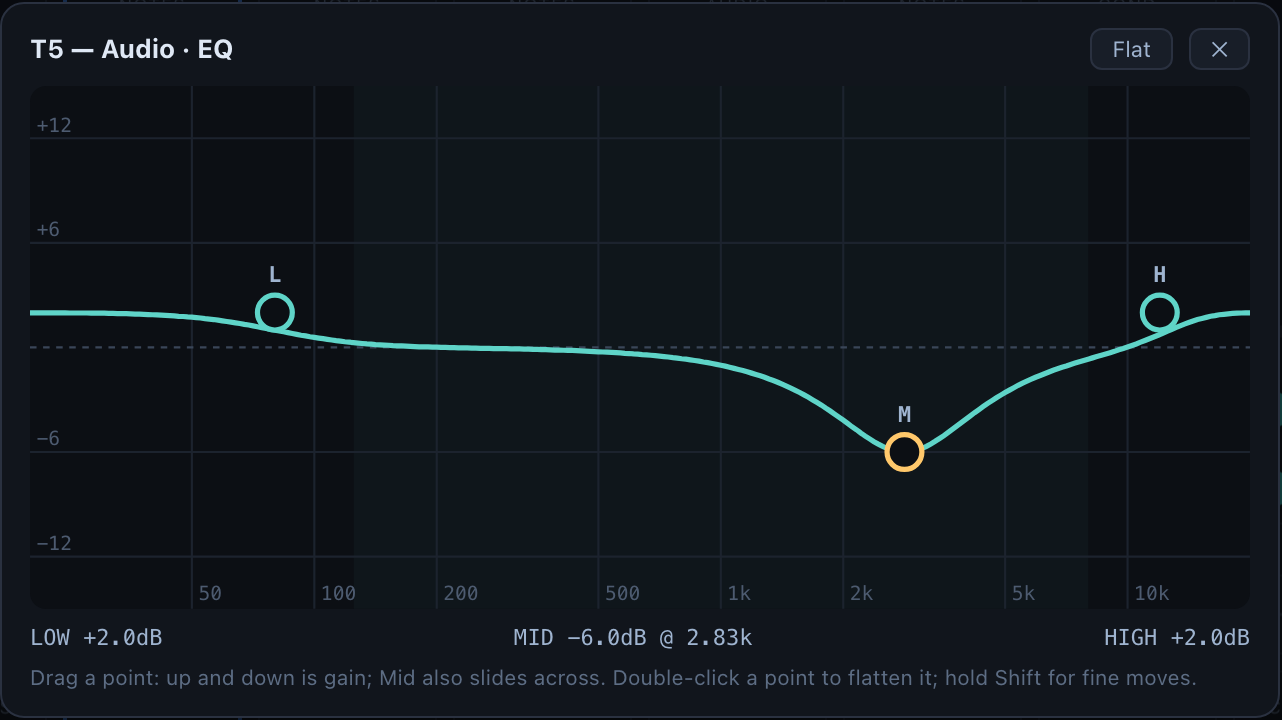 T5 — Audio · EQ
Flat ×
+12
+6
L
H
M
−6
−12
50 100 200 500 1k 2k 5k 10k
LOW +2.0dB MID −6.0dB @ 2.83k HIGH +2.0dB
Drag a point: up and down is gain; Mid also slides across. Double-click a point to flatten it; hold Shift for fine moves.